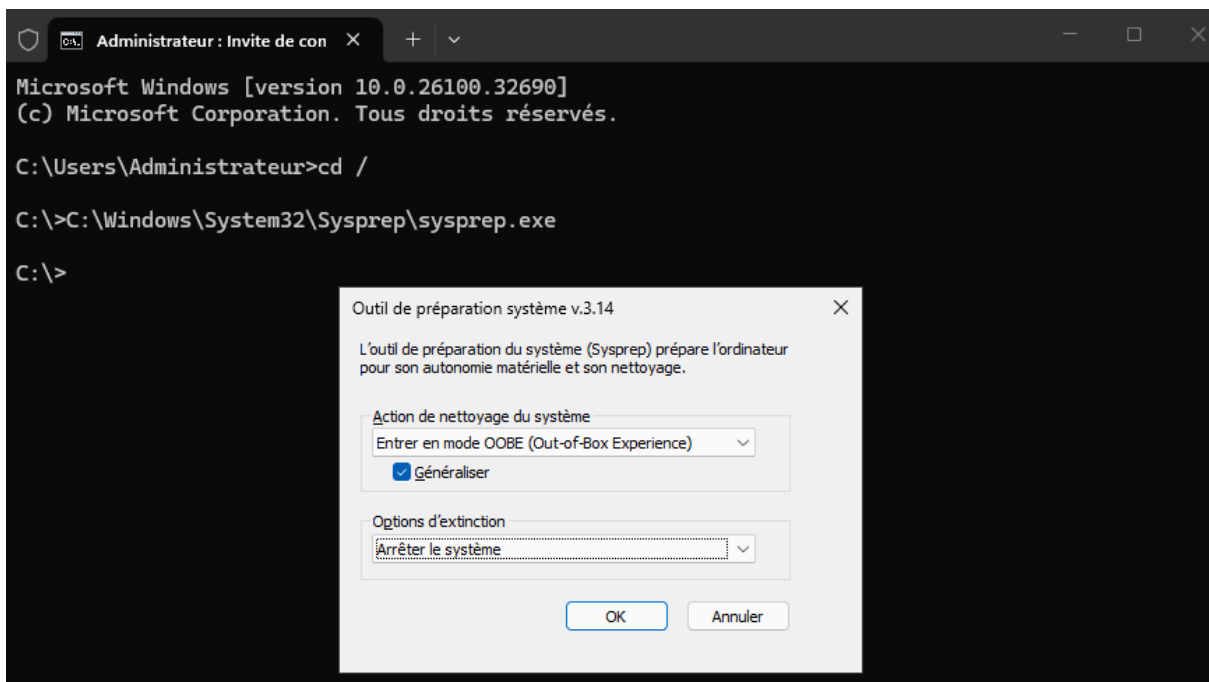 Administrateur : Invite de con
Microsoft Windows [version 10.0.26100.32690]
(c) Microsoft Corporation. Tous droits réservés.
C:\Users\Administrateur>cd /
C:\>C:\Windows\System32\Sysprep\sysprep.exe
C:\>
Outil de préparation système v.3.14
L'outil de préparation du système (Sysprep) prépare l'ordinateur
pour son autonomie matérielle et son nettoyage.
Action de nettoyage du système
Entrer en mode OOBE (Out-of-Box Experience)
Généraliser
Options d'extinction
Arrêter le système
OK Annuler